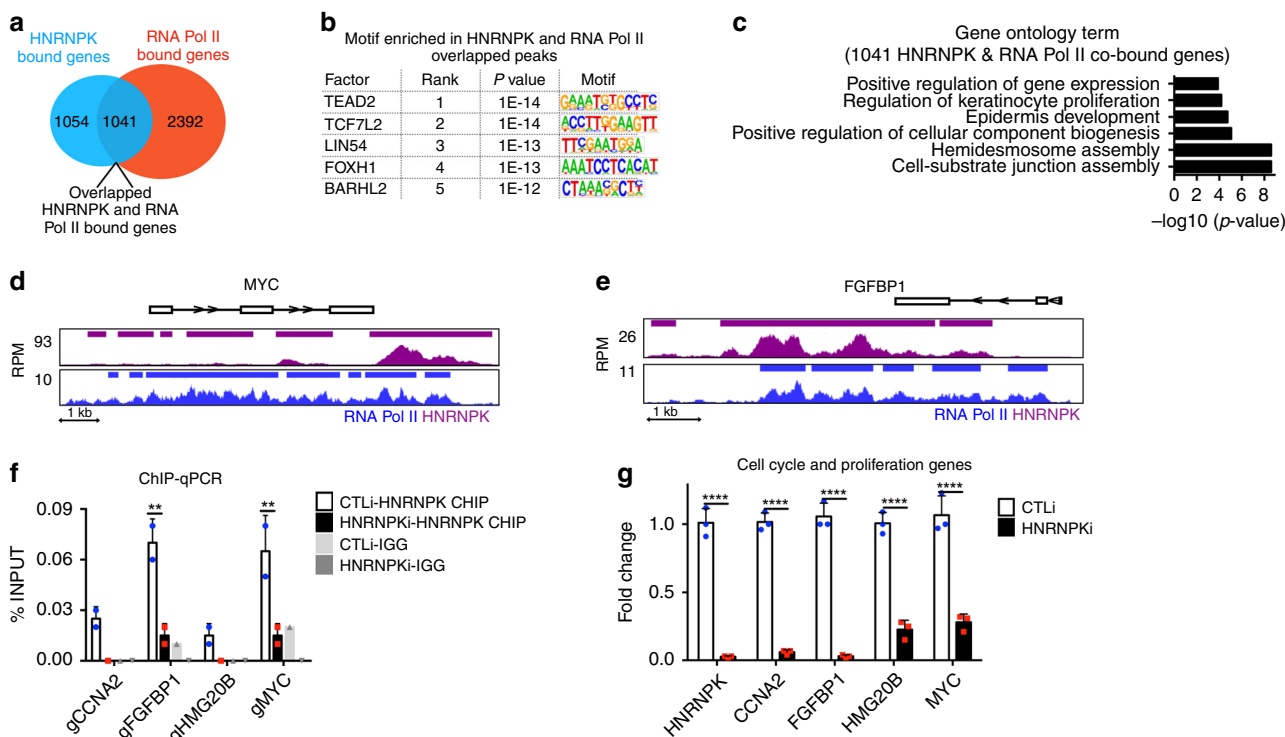 a
HNRNPK
bound genes
RNA Pol II
bound genes
1054
1041
2392
Overlapped
HNRNPK and RNA
Pol II bound genes
b
Motif enriched in HNRNPK and RNA Pol II
overlapped peaks
Factor Rank P value Motif
TEAD2 1 1E-14
TCF7L2 2 1E-14 ACCTTGGAAGTT
LIN54 3 1E-13 TTCGAATGGA
FOXH1 4 1E-13 AAATCCTCACAT
BARHL2 5 1E-12
c
Gene ontology term
(1041 HNRNPK & RNA Pol II co-bound genes)
Positive regulation of gene expression
Regulation of keratinocyte proliferation
Epidermis development
Positive regulation of cellular component biogenesis
Hemidesmosome assembly
Cell-substrate junction assembly
0 2 4 6 8
–log10 (p-value)
d
MYC
RPM
93
10
1 kb
RNA Pol II HNRNPK
e
FGFBP1
RPM
26
11
1 kb
RNA Pol II HNRNPK
f
ChIP-qPCR
% INPUT
0.09
0.06
0.03
0.00
** **
CTLi-HNRNPK CHIP
HNRNPKi-HNRNPK CHIP
CTLi-IGG
HNRNPKi-IGG
gCCNA2
gFGFBP1
gHMG20B
gMYC
g
Cell cycle and proliferation genes
Fold change
1.0
0.5
0.0
**** **** **** **** ****
CTLi
HNRNPKi
HNRNPK
CCNA2
FGFBP1
HMG20B
MYC